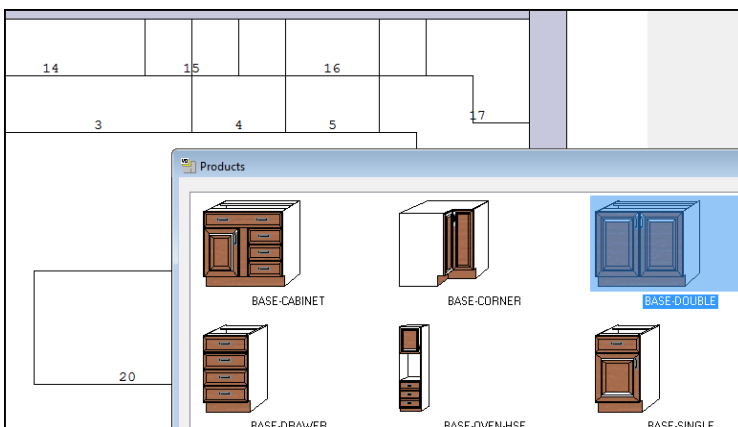 14 15 16
17
3 4 5
Products
BASE-CABINET BASE-CORNER BASE-DOUBLE
20
BASE-DRAWER BASE-OVEN-HSE BASE-SINGLE